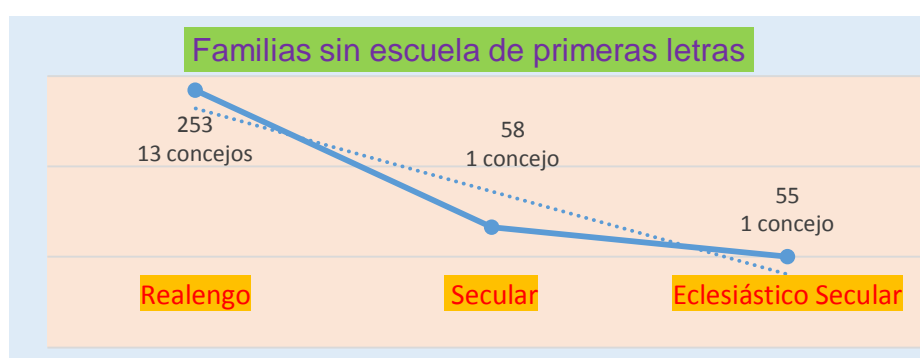 Familias sin escuela de primeras letras
253
13 concejos
58
1 concejo
55
1 concejo
Realengo
Secular
Eclesiástico Secular